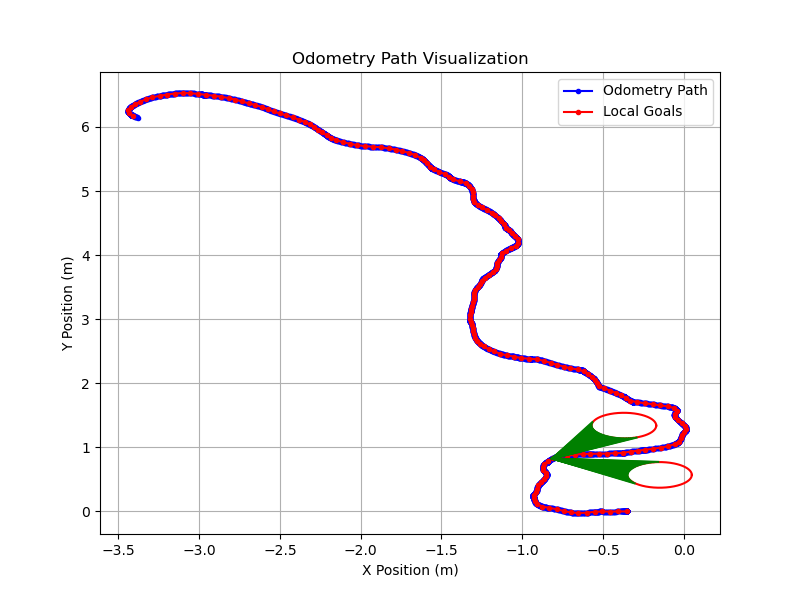 Odometry Path Visualization
Odometry Path
Local Goals
Y Position (m)
6
5
4
3
2
1
0
−3.5 −3.0 −2.5 −2.0 −1.5 −1.0 −0.5 0.0
X Position (m)